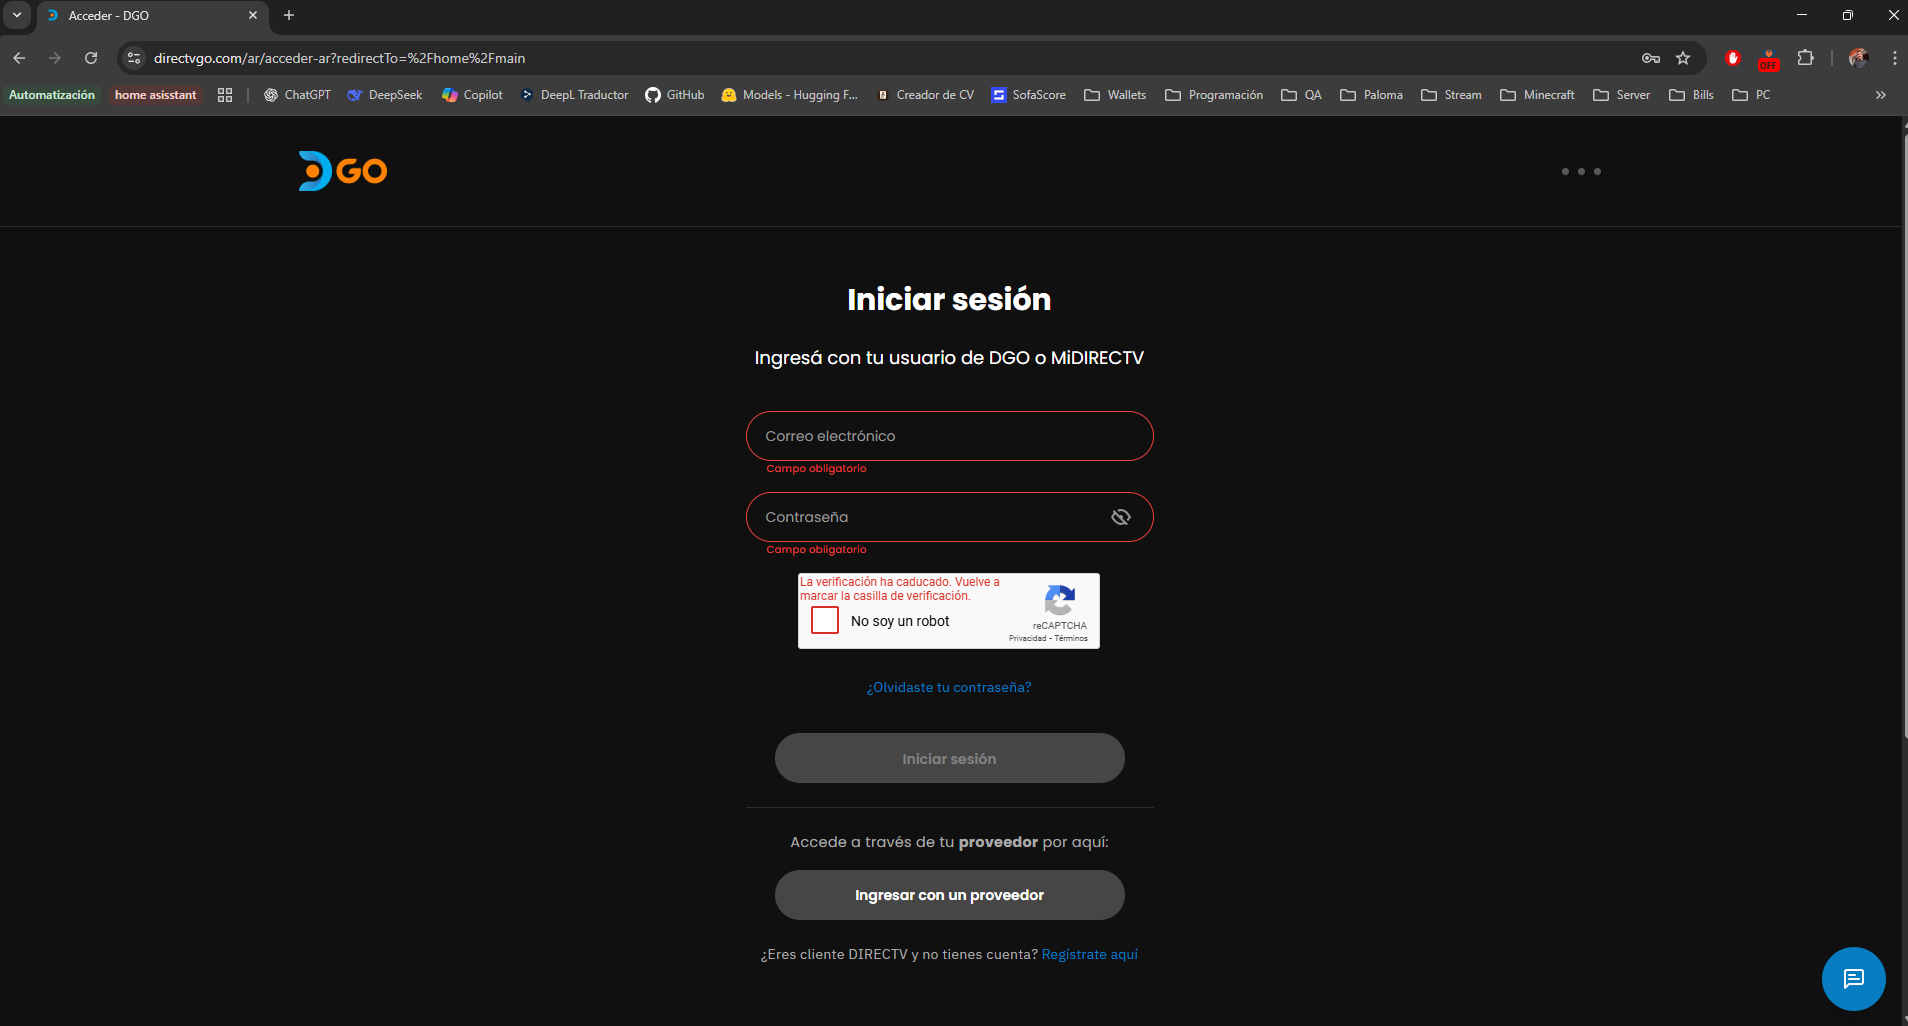 Acceder - DGO
directvgo.com/ar/acceder-ar?redirectTo=%2Fhome%2Fmain
OFF
Automatización home asisstant ChatGPT DeepSeek Copilot DeepL Traductor GitHub Models - Hugging F... Creador de CV SofaScore Wallets Programación QA Paloma Stream Minecraft Server Bills PC
GO
Iniciar sesión
Ingresá con tu usuario de DGO o MiDIRECTV
Correo electrónico
Campo obligatorio
Contraseña
Campo obligatorio
La verificación ha caducado. Vuelve a
marcar la casilla de verificación.
No soy un robot
reCAPTCHA
Privacidad - Términos
¿Olvidaste tu contraseña?
Iniciar sesión
Accede a través de tu proveedor por aquí:
Ingresar con un proveedor
¿Eres cliente DIRECTV y no tienes cuenta? Regístrate aquí